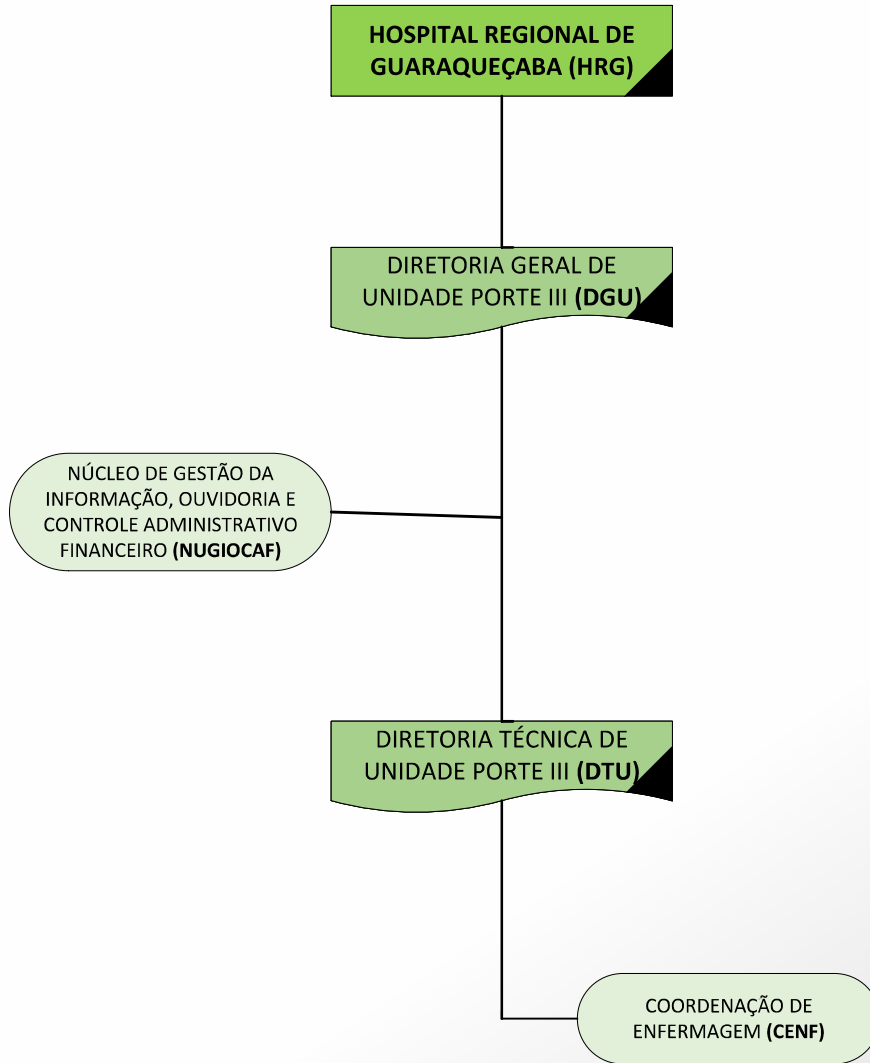 HOSPITAL REGIONAL DE
GUARAQUEÇABA (HRG)
DIRETORIA GERAL DE
UNIDADE PORTE III (DGU)
NÚCLEO DE GESTÃO DA
INFORMAÇÃO, OUVIDORIA E
CONTROLE ADMINISTRATIVO
FINANCEIRO (NUGIOCAF)
DIRETORIA TÉCNICA DE
UNIDADE PORTE III (DTU)
COORDENAÇÃO DE
ENFERMAGEM (CENF)